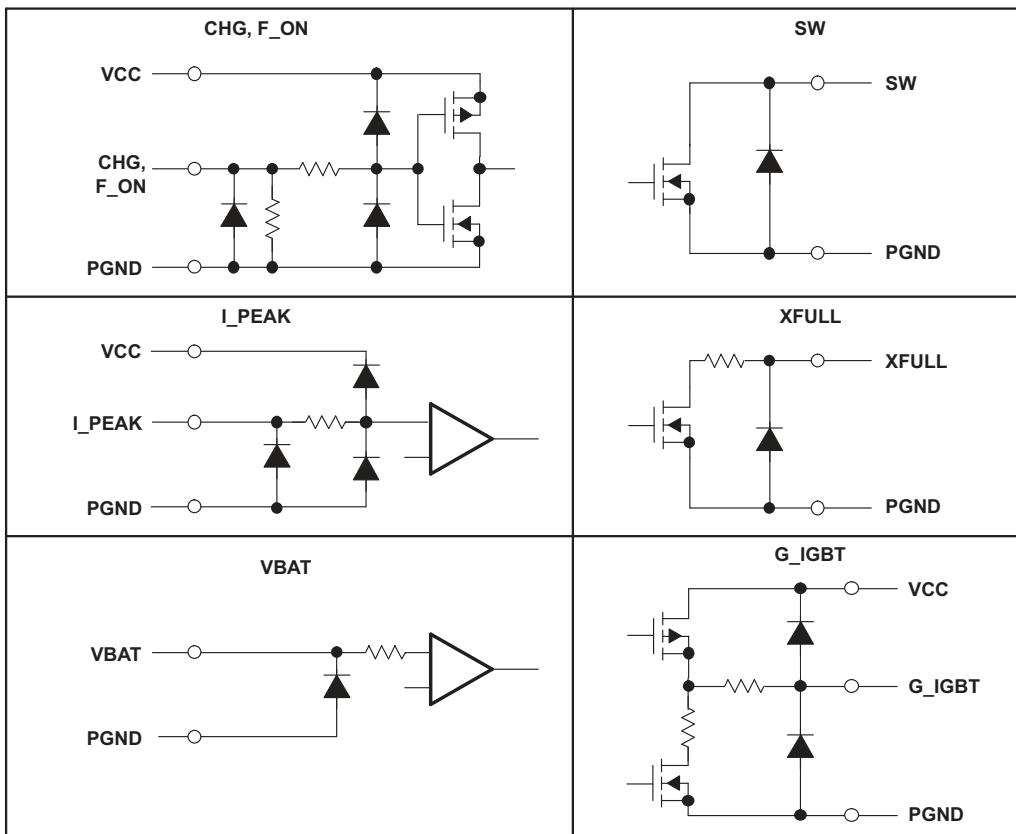 CHG, F_ON
VCC
CHG,
F_ON
PGND
SW
SW
PGND
I_PEAK
VCC
I_PEAK
PGND
XFULL
XFULL
PGND
VBAT
VBAT
PGND
G_IGBT
VCC
G_IGBT
PGND